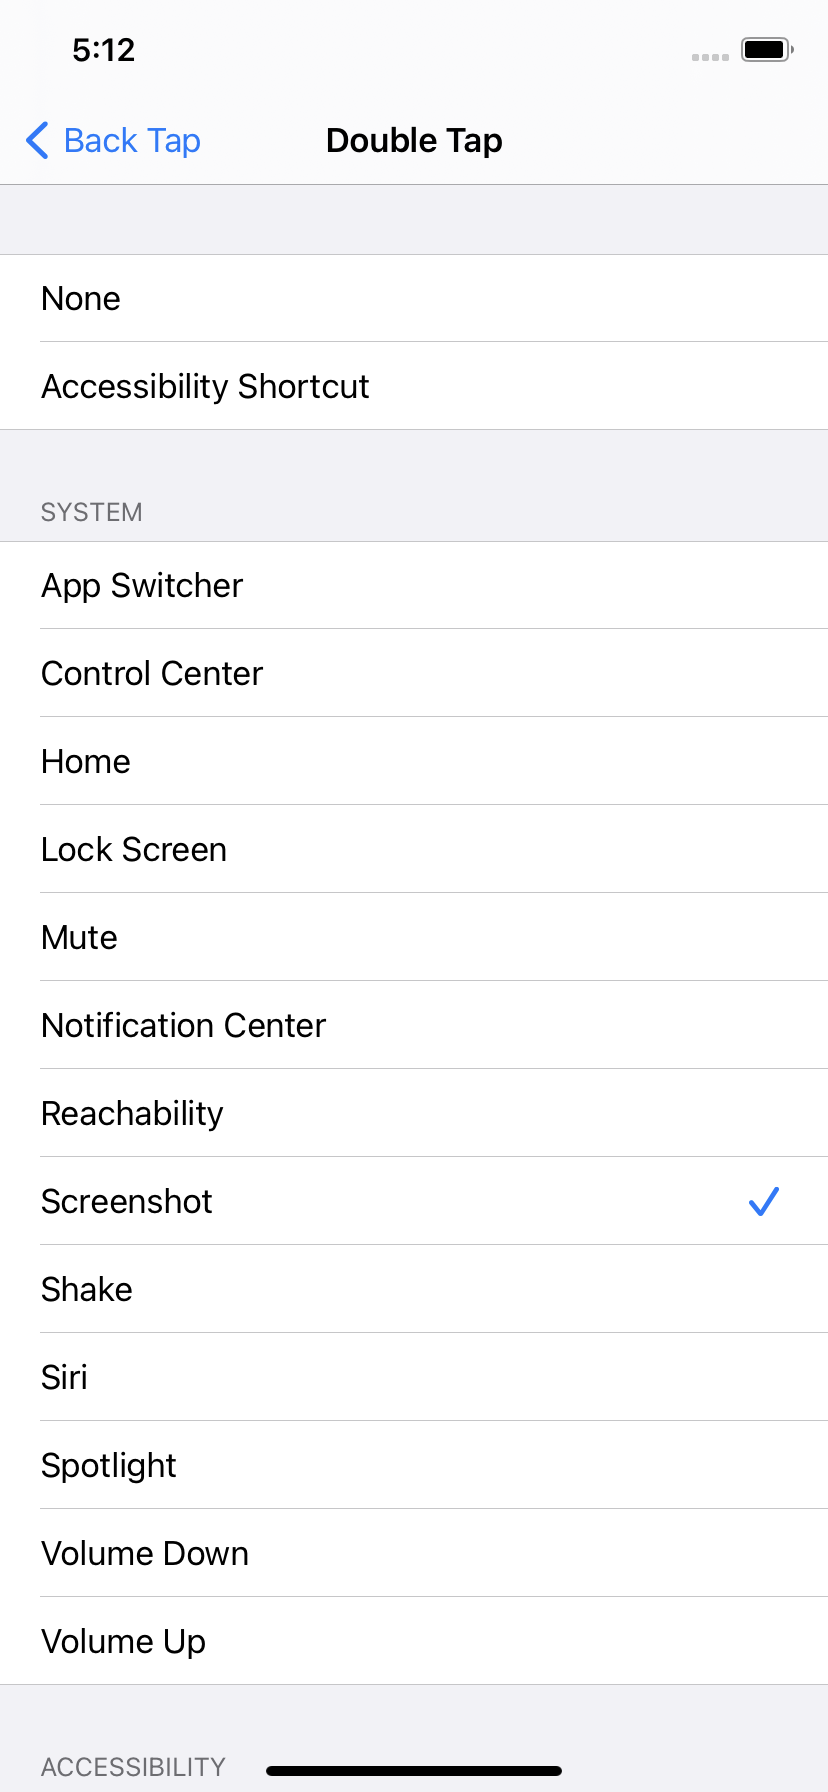 5:12
Back Tap
Double Tap
None
Accessibility Shortcut
SYSTEM
App Switcher
Control Center
Home
Lock Screen
Mute
Notification Center
Reachability
Screenshot
Shake
Siri
Spotlight
Volume Down
Volume Up
ACCESSIBILITY